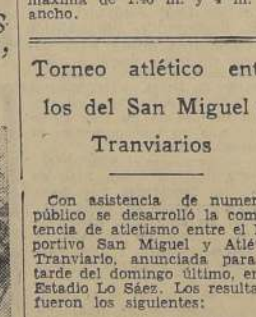 máxima de 1.40 m. y 4 m.
ancho.
Torneo atlético ent
los del San Miguel
Tranviarios
Con asistencia de numer
público se desarrolló la com
tencia de atletismo entre el
portivo San Miguel y Atlé
Tranviario, anunciada para
tarde del domingo último, en
Estadio Lo Sáez. Los resulta
fueron los siguientes: